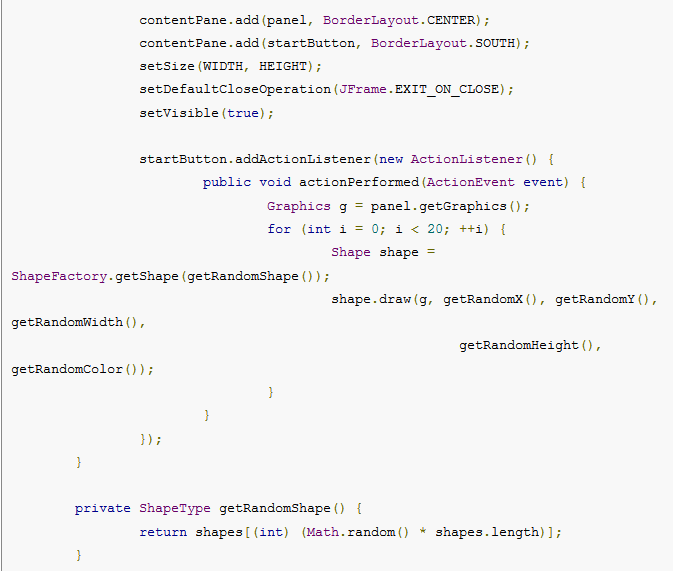 contentPane.add(panel, BorderLayout.CENTER);
contentPane.add(startButton, BorderLayout.SOUTH);
setSize(WIDTH, HEIGHT);
setDefaultCloseOperation(JFrame.EXIT_ON_CLOSE);
setVisible(true);
startButton.addActionListener(new ActionListener() {
public void actionPerformed(ActionEvent event) {
Graphics g = panel.getGraphics();
for (int i = 0; i < 20; ++i) {
Shape shape =
ShapeFactory.getShape(getRandomShape());
shape.draw(g, getRandomX(), getRandomY(),
getRandomWidth(),
getRandomHeight(),
getRandomColor());
}
}
});
}
private ShapeType getRandomShape() {
return shapes[(int) (Math.random() * shapes.length)];
}